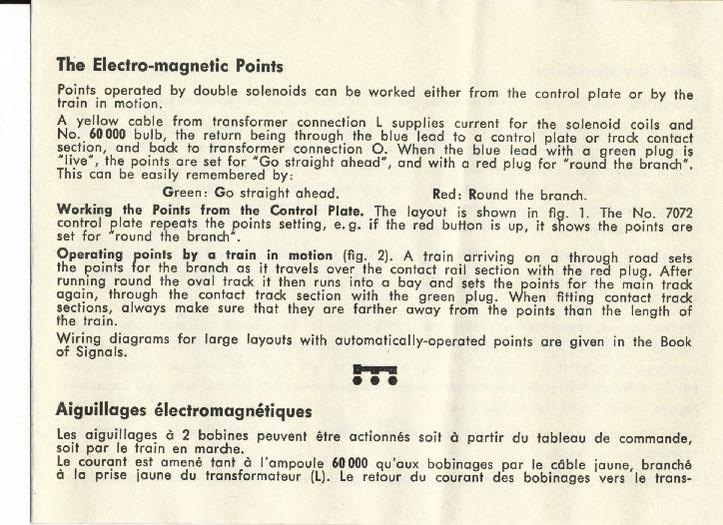 The Electro-magnetic Points
Points operated by double solenoids can be worked either from the control plate or by the
train in motion.
A yellow cable from transformer connection L supplies current for the solenoid coils and
No. 60 000 bulb, the return being through the blue lead to a control plate or track contact
section, and back to transformer connection O. When the blue lead with a green plug is
"live", the points are set for "Go straight ahead", and with a red plug for "round the branch".
This can be easily remembered by:
Green: Go straight ahead. Red: Round the branch.
Working the Points from the Control Plate. The layout is shown in fig. 1. The No. 7072
control plate repeats the points setting, e. g. if the red button is up, it shows the points are
set for "round the branch".
Operating points by a train in motion (fig. 2). A train arriving on a through road sets
the points for the branch as it travels over the contact rail section with the red plug. After
running round the oval track it then runs into a bay and sets the points for the main track
again, through the contact track section with the green plug. When fitting contact track
sections, always make sure that they are farther away from the points than the length of
the train.
Wiring diagrams for large layouts with automatically-operated points are given in the Book
of Signals.
Aiguillages électromagnétiques
Les aiguillages à 2 bobines peuvent être actionnés soit à partir du tableau de commande,
soit par le train en marche.
Le courant est amené tant à l'ampoule 60 000 qu'aux bobinages par le câble jaune, branché
à la prise jaune du transformateur (L). Le retour du courant des bobinages vers le trans-